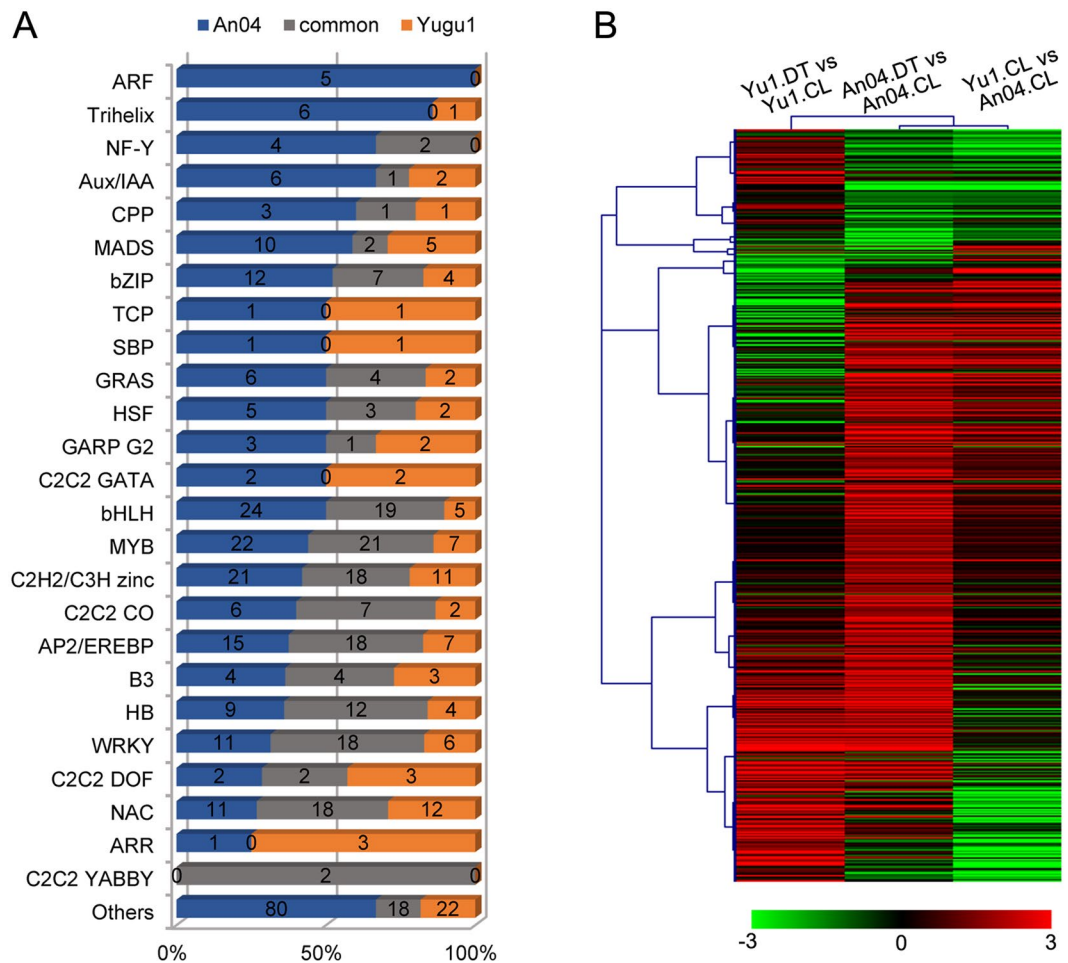 A
An04 common Yugu1
ARF 5 0
Trihelix 6 0 1
NF-Y 4 2 0
Aux/IAA 6 1 2
CPP 3 1 1
MADS 10 2 5
bZIP 12 7 4
TCP 1 0 1
SBP 1 0 1
GRAS 6 4 2
HSF 5 3 2
GARP G2 3 1 2
C2C2 GATA 2 0 2
bHLH 24 19 5
MYB 22 21 7
C2H2/C3H zinc 21 18 11
C2C2 CO 6 7 2
AP2/EREBP 15 18 7
B3 4 4 3
HB 9 12 4
WRKY 11 18 6
C2C2 DOF 2 2 3
NAC 11 18 12
ARR 1 0 3
C2C2 YABBY 0 2 0
Others 80 18 22
0% 50% 100%
B
Yu1.DT vs
Yu1.CL
An04.DT vs
An04.CL
Yu1.CL vs
An04.CL
-3 0 3